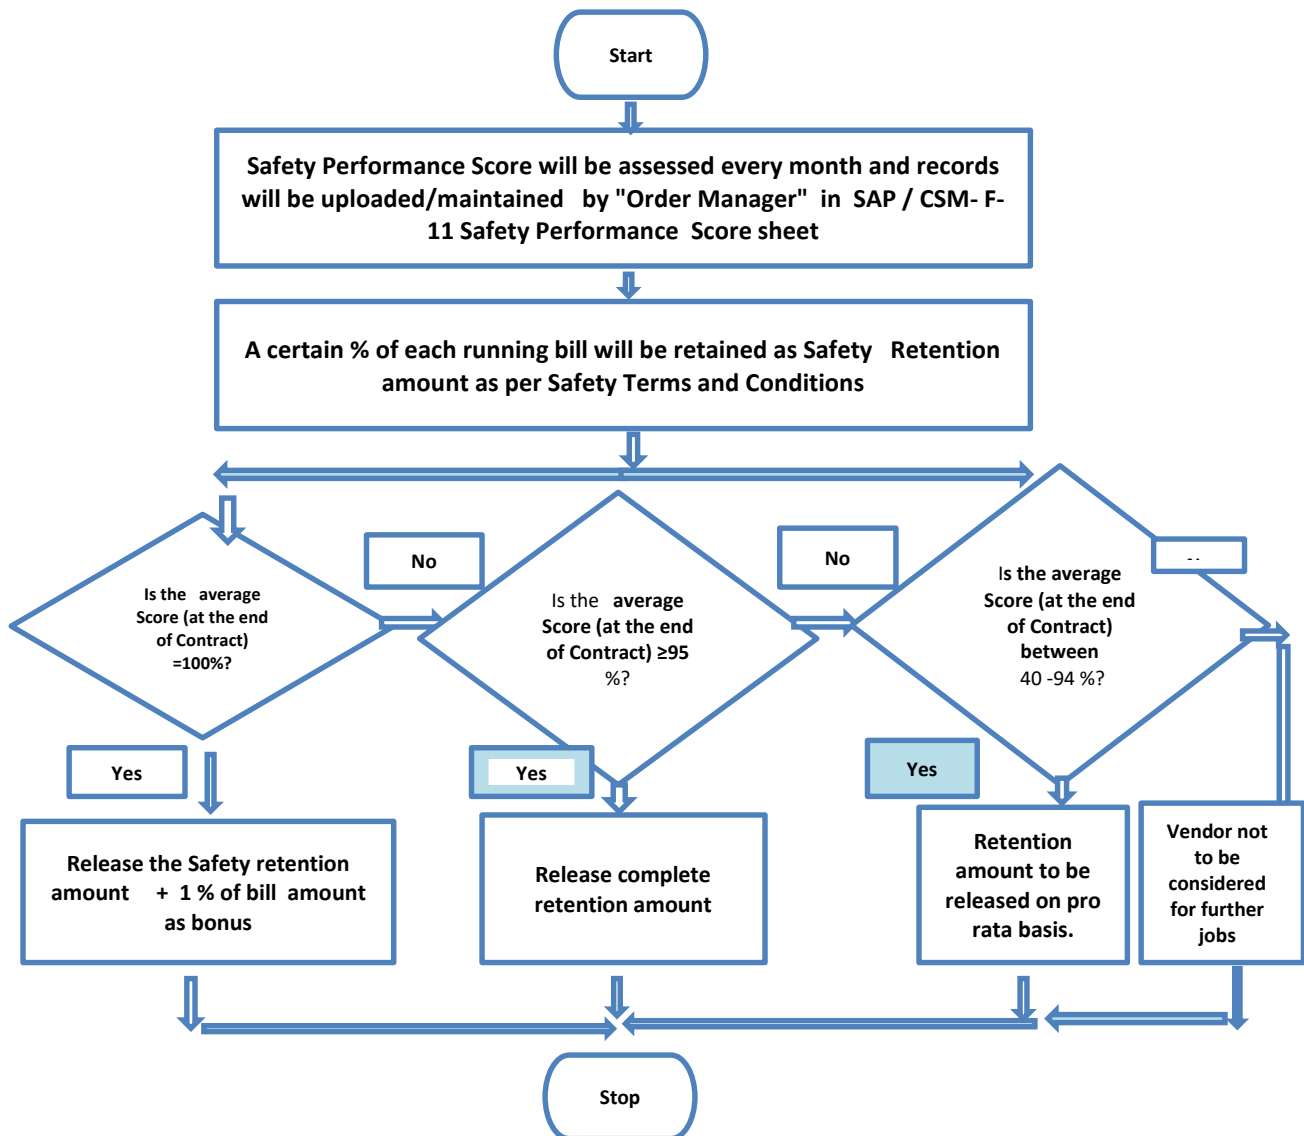 Start
Safety Performance Score will be assessed every month and records
will be uploaded/maintained by "Order Manager" in SAP / CSM- F-
11 Safety Performance Score sheet
A certain % of each running bill will be retained as Safety Retention
amount as per Safety Terms and Conditions
No
No
Is the average
Score (at the end
of Contract)
=100%?
Is the average
Score (at the end
of Contract) ≥95
%?
Is the average
Score (at the end
of Contract)
between
40 -94 %?
Yes
Yes
Yes
Release the Safety retention
amount + 1 % of bill amount
as bonus
Release complete
retention amount
Retention
amount to be
released on pro
rata basis.
Vendor not
to be
considered
for further
jobs
Stop